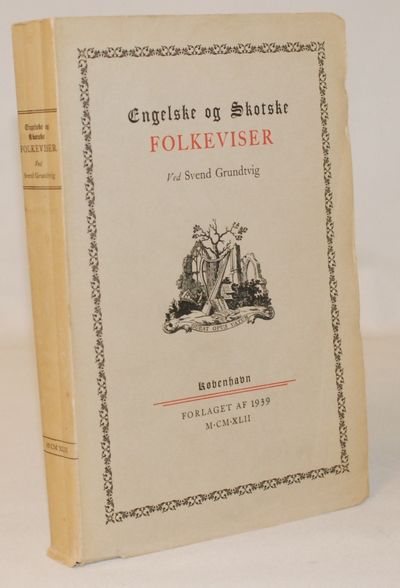 Engelske og
Skotske
FOLKEVISER
Ved
Svend Grundtvig
Engelske og Skotske
FOLKEVISER
Ved Svend Grundtvig
København
FORLAGET AF 1939
M·CM·XLII